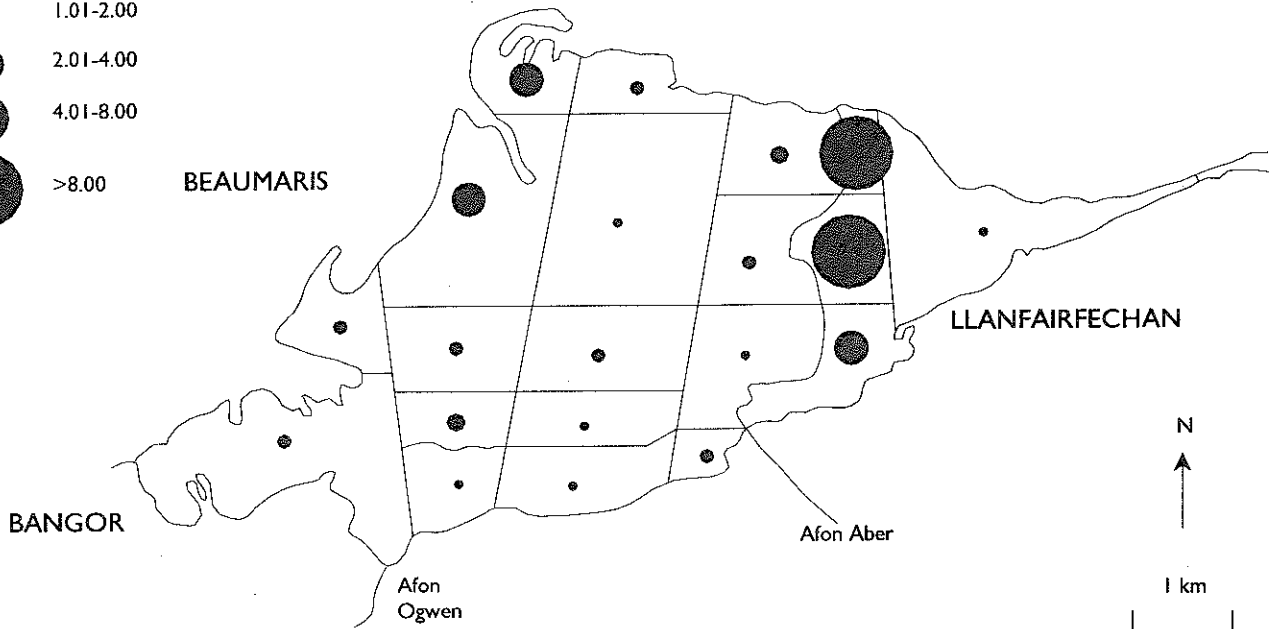 1.01-2.00
2.01-4.00
4.01-8.00
>8.00
BEAUMARIS
LLANFAIRFECHAN
BANGOR
Afon Aber
Afon
Ogwen
N
1 km